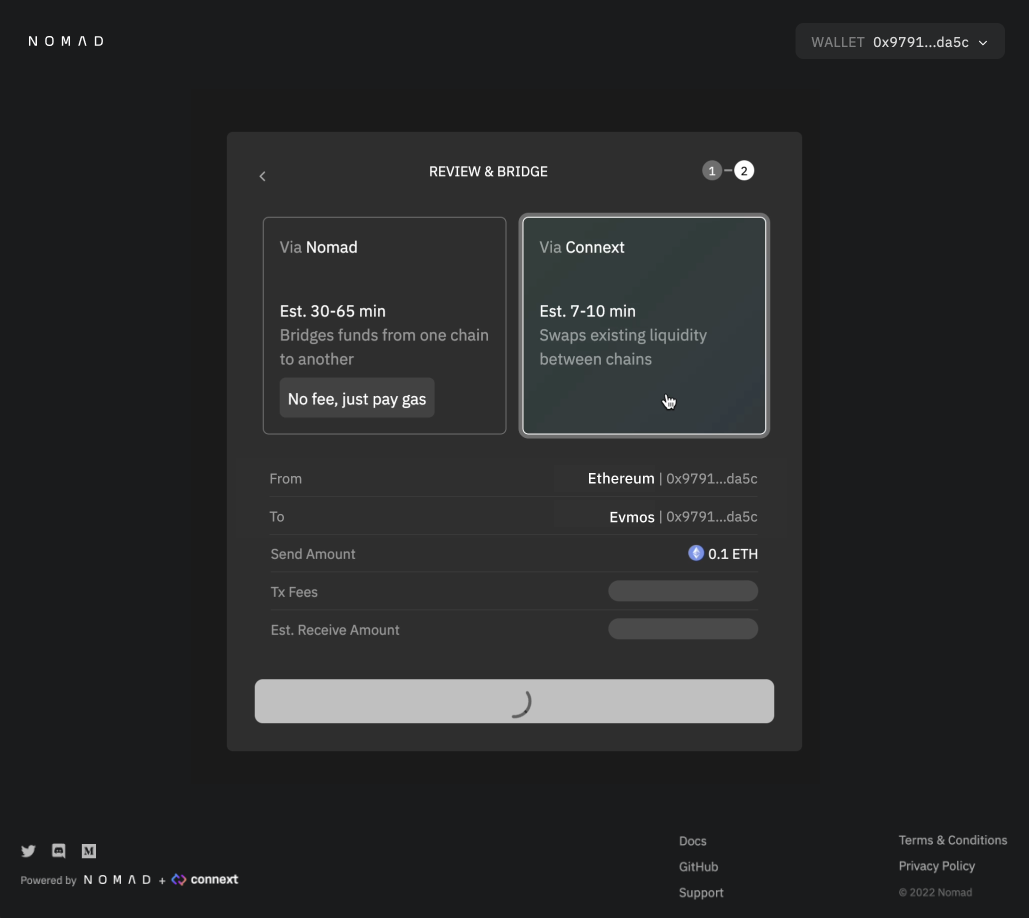 NOMAD
WALLET 0x9791...da5c
REVIEW & BRIDGE
1 2
Via Nomad
Est. 30-65 min
Bridges funds from one chain
to another
No fee, just pay gas
Via Connext
Est. 7-10 min
Swaps existing liquidity
between chains
From Ethereum | 0x9791...da5c
To Evmos | 0x9791...da5c
Send Amount 0.1 ETH
Tx Fees
Est. Receive Amount
M
Powered by NOMAD + connext
Docs
GitHub
Support
Terms & Conditions
Privacy Policy
© 2022 Nomad